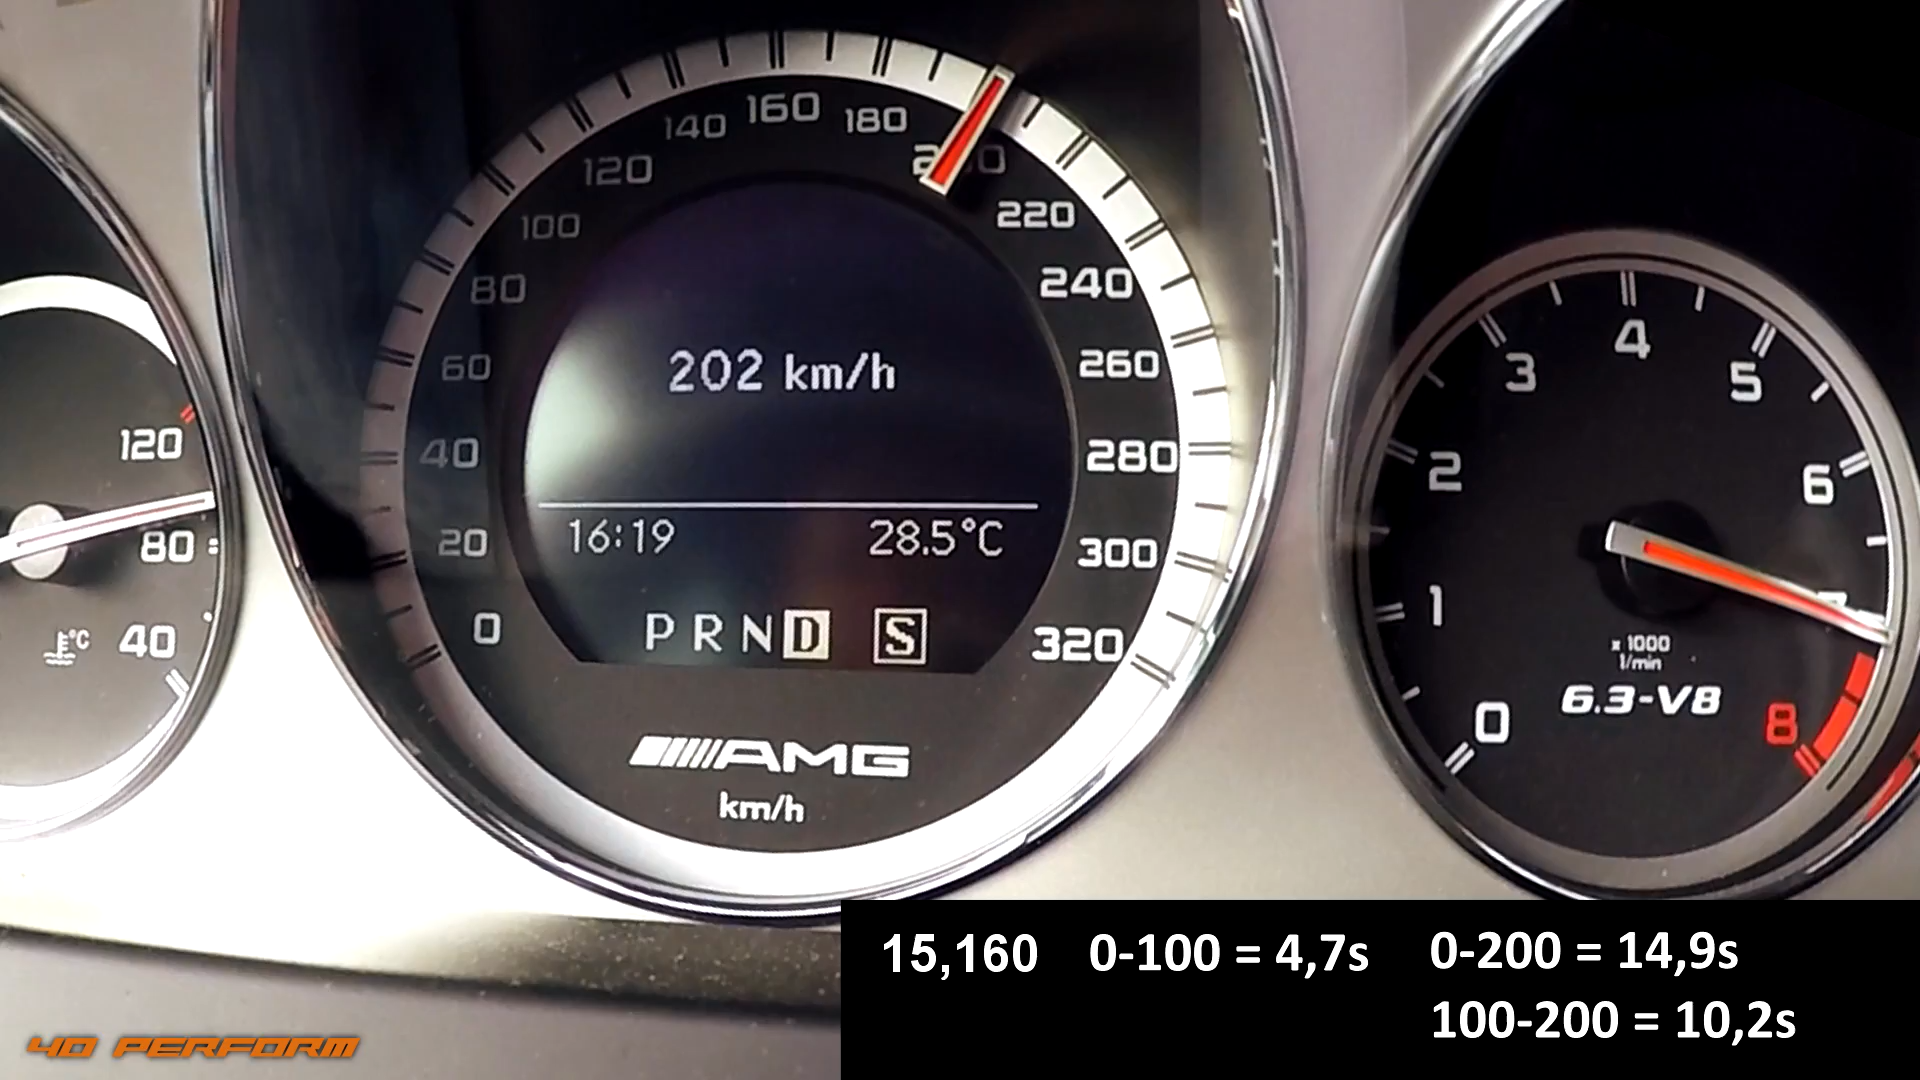 120
80
°C 40
0
20
40
60
80
100
120
140
160
180
220
240
260
280
300
320
202 km/h
16:19 28.5°C
P R N D S
AMG
km/h
0
1
2
3
4
5
6
8
x 1000
1/min
6.3-V8
15,160 0-100 = 4,7s 0-200 = 14,9s
100-200 = 10,2s
4D PERFORM